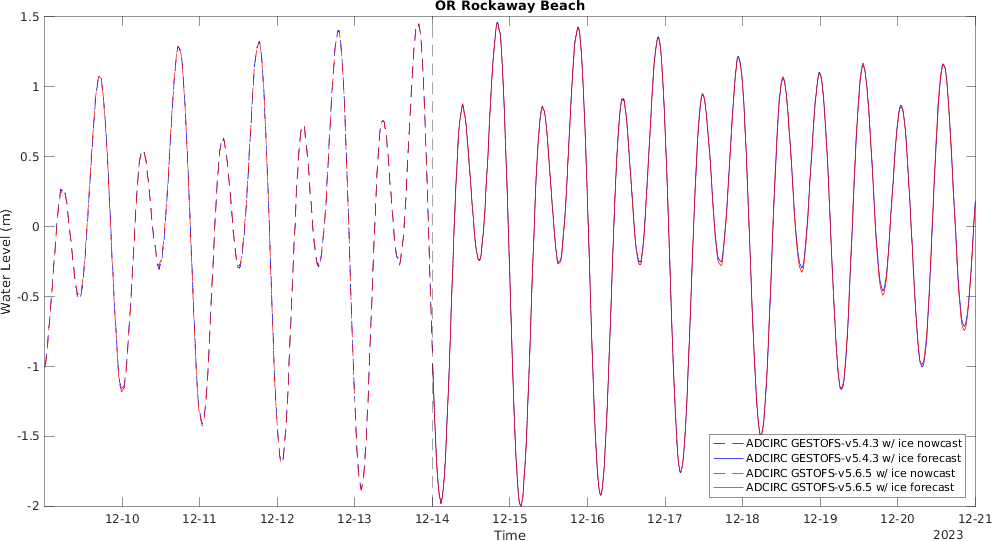 OR Rockaway Beach
Water Level (m)
1.5
1
0.5
0
-0.5
-1
-1.5
-2
ADCIRC GESTOFS-v5.4.3 w/ ice nowcast
ADCIRC GESTOFS-v5.4.3 w/ ice forecast
ADCIRC GSTOFS-v5.6.5 w/ ice nowcast
ADCIRC GSTOFS-v5.6.5 w/ ice forecast
12-10 12-11 12-12 12-13 12-14 12-15 12-16 12-17 12-18 12-19 12-20 12-21
Time
2023